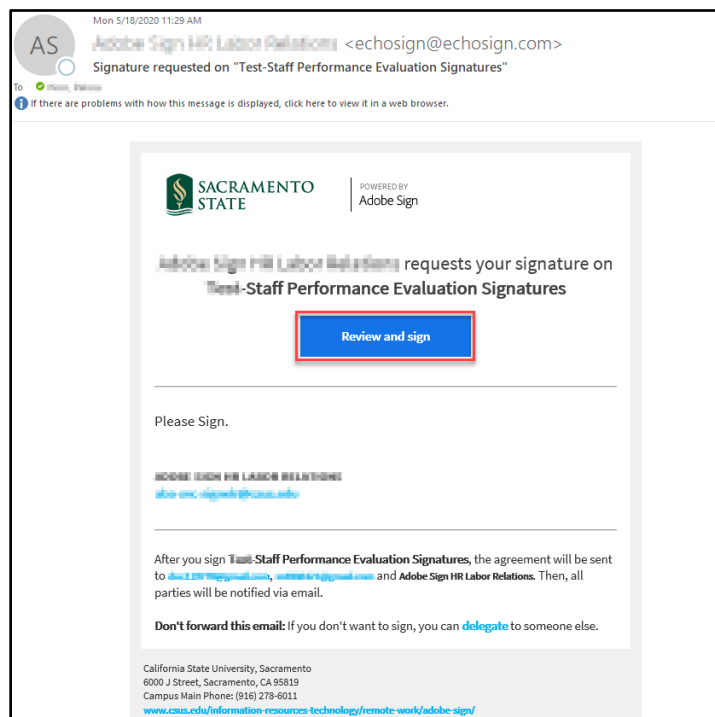 Mon 5/18/2020 11:29 AM
AS
<echosign@echosign.com>
Signature requested on "Test-Staff Performance Evaluation Signatures"
To
If there are problems with how this message is displayed, click here to view it in a web browser.
SACRAMENTO
STATE
POWERED BY
Adobe Sign
requests your signature on
-Staff Performance Evaluation Signatures
Review and sign
Please Sign.
After you sign -Staff Performance Evaluation Signatures, the agreement will be sent
to , and Adobe Sign HR Labor Relations. Then, all
parties will be notified via email.
Don't forward this email: If you don't want to sign, you can delegate to someone else.
California State University, Sacramento
6000 J Street, Sacramento, CA 95819
Campus Main Phone: (916) 278-6011
www.csus.edu/information-resources-technology/remote-work/adobe-sign/